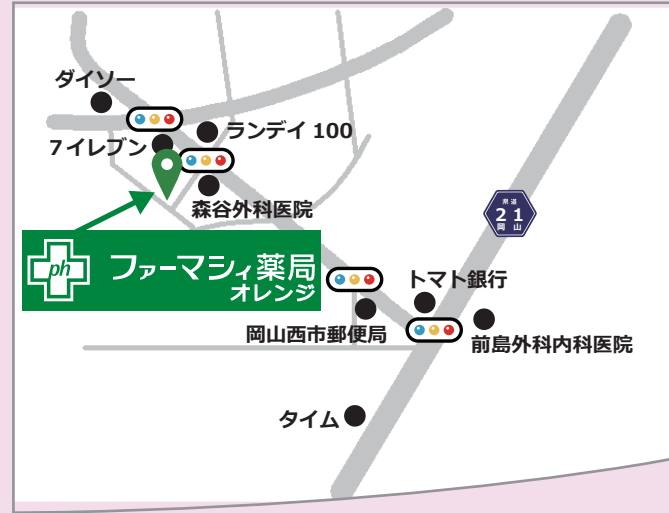 ダイソー
ランデイ 100
7イレブン
森谷外科医院
県道
21
岡山
ph
ファーマシィ薬局
オレンジ
トマト銀行
岡山西市郵便局
前島外科内科医院
タイム